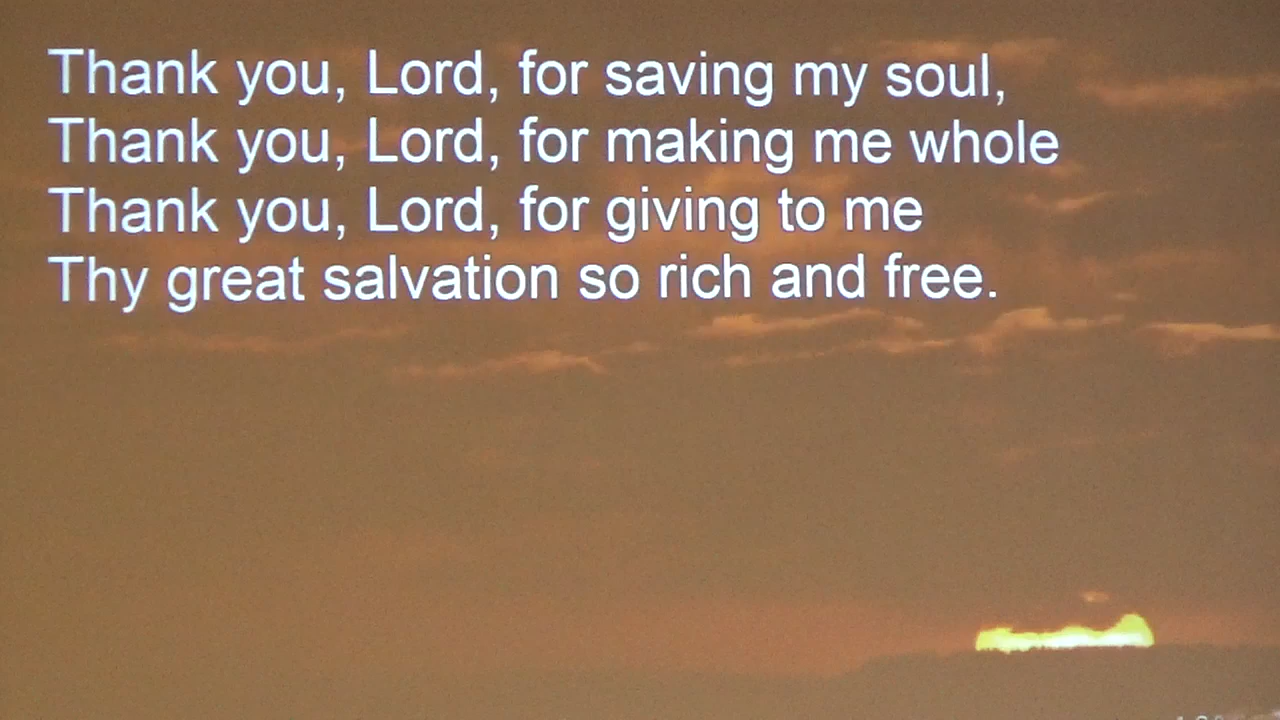 Thank you, Lord, for saving my soul,
Thank you, Lord, for making me whole
Thank you, Lord, for giving to me
Thy great salvation so rich and free.